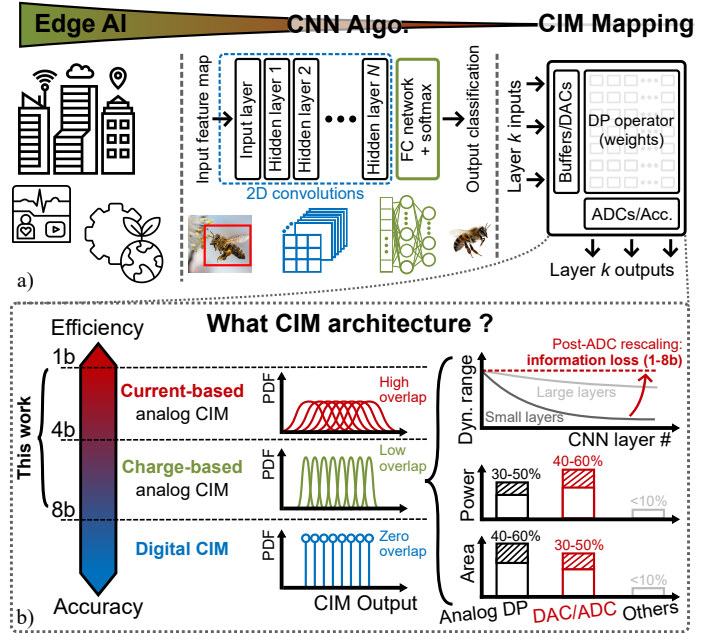 Edge AI
CNN Algo.
CIM Mapping
Input feature map
Input layer
Hidden layer 1
Hidden layer 2
Hidden layer N
FC network
+ softmax
Output classification
2D convolutions
Layer k inputs
Buffers/DACs
DP operator
(weights)
ADCs/Acc.
Layer k outputs
a)
What CIM architecture ?
Efficiency
1b
4b
8b
Accuracy
This work
Current-based
analog CIM
Charge-based
analog CIM
Digital CIM
PDF
High
overlap
PDF
Low
overlap
PDF
Zero
overlap
CIM Output
Post-ADC rescaling:
information loss (1-8b)
Dyn. range
Large layers
Small layers
CNN layer #
Power
30-50%
40-60%
<10%
Area
40-60%
30-50%
<10%
Analog DP
DAC/ADC
Others
b)